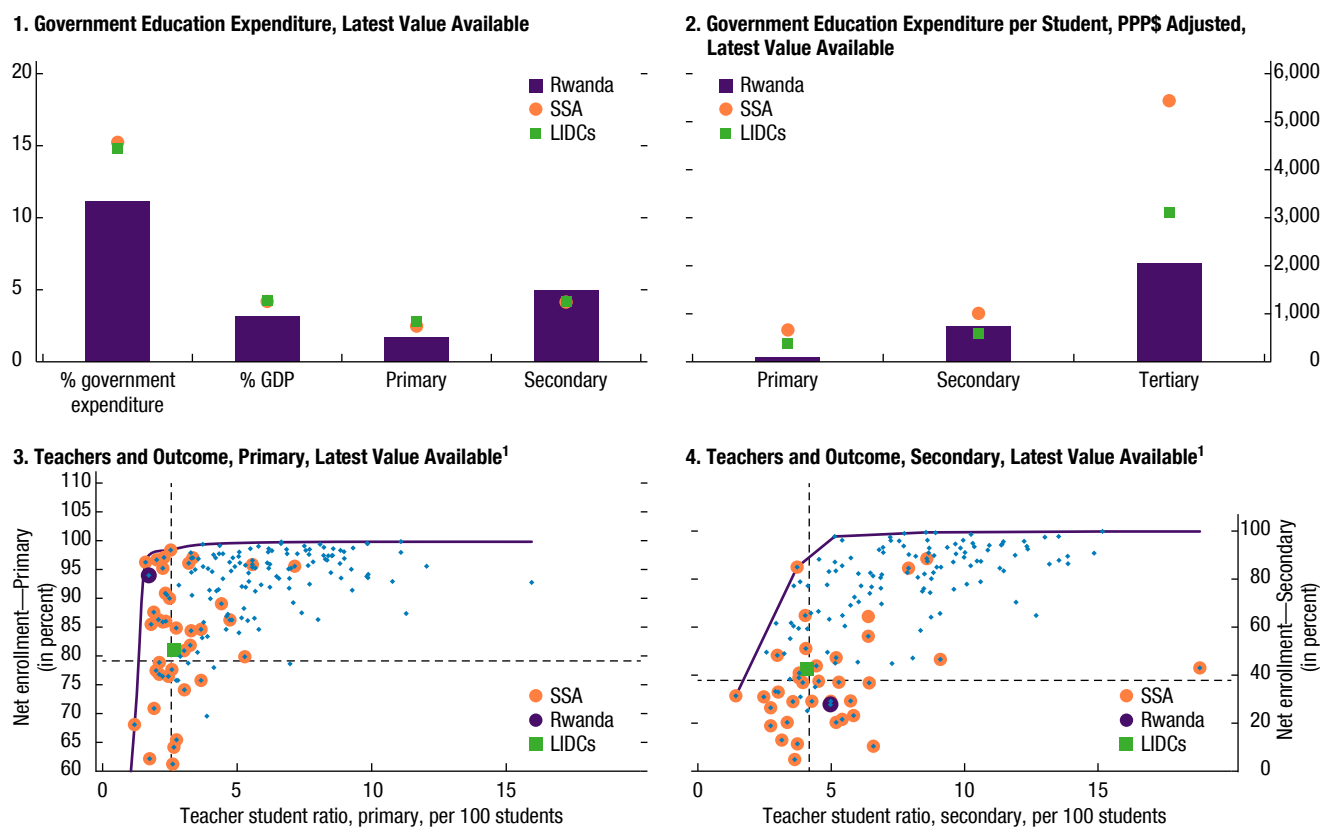 1. Government Education Expenditure, Latest Value Available
20
15
10
5
0
Rwanda
SSA
LIDCs
% government
expenditure
% GDP
Primary
Secondary
2. Government Education Expenditure per Student, PPP$ Adjusted,
Latest Value Available
Rwanda
SSA
LIDCs
6,000
5,000
4,000
3,000
2,000
1,000
0
Primary
Secondary
Tertiary
3. Teachers and Outcome, Primary, Latest Value Available1
Net enrollment—Primary
(in percent)
110
105
100
95
90
85
80
75
70
65
60
SSA
Rwanda
LIDCs
0
5
10
15
Teacher student ratio, primary, per 100 students
4. Teachers and Outcome, Secondary, Latest Value Available1
100
80
60
40
20
0
Net enrollment—Secondary
(in percent)
SSA
Rwanda
LIDCs
0
5
10
15
Teacher student ratio, secondary, per 100 students